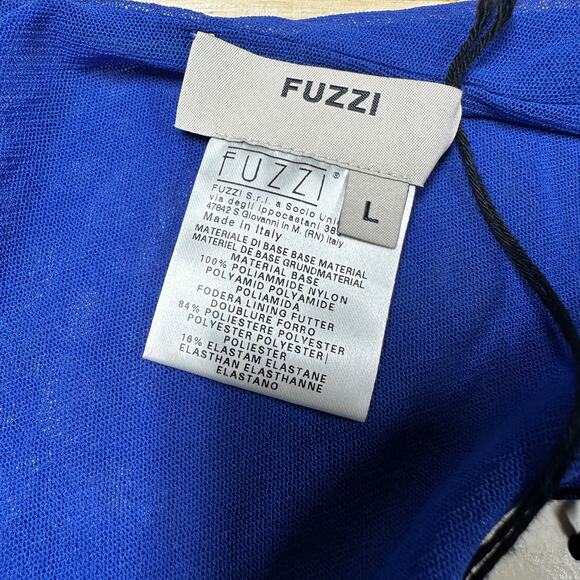 FUZZI
FUZZI®
L
FUZZI S.r.l. a Socio Uni
via degli Ippocastani
47842 S Giovanni in M. (RN) Italy
Made in Italy
MATERIALE DI BASE BASE MATERIAL
MATERIEL DE BASE GRUNDMATERIAL
MATERIAL BASE
100% POLIAMMIDE NYLON
POLYAMID POLYAMIDE
POLIAMIDA
FODERA LINING FUTTER
DOUBLURE FORRO
84% POLIESTERE POLYESTER
POLYESTER POLYESTER
POLIESTER
16% ELASTAM ELASTANE
ELASTHAN ELASTHANNE
ELASTANO